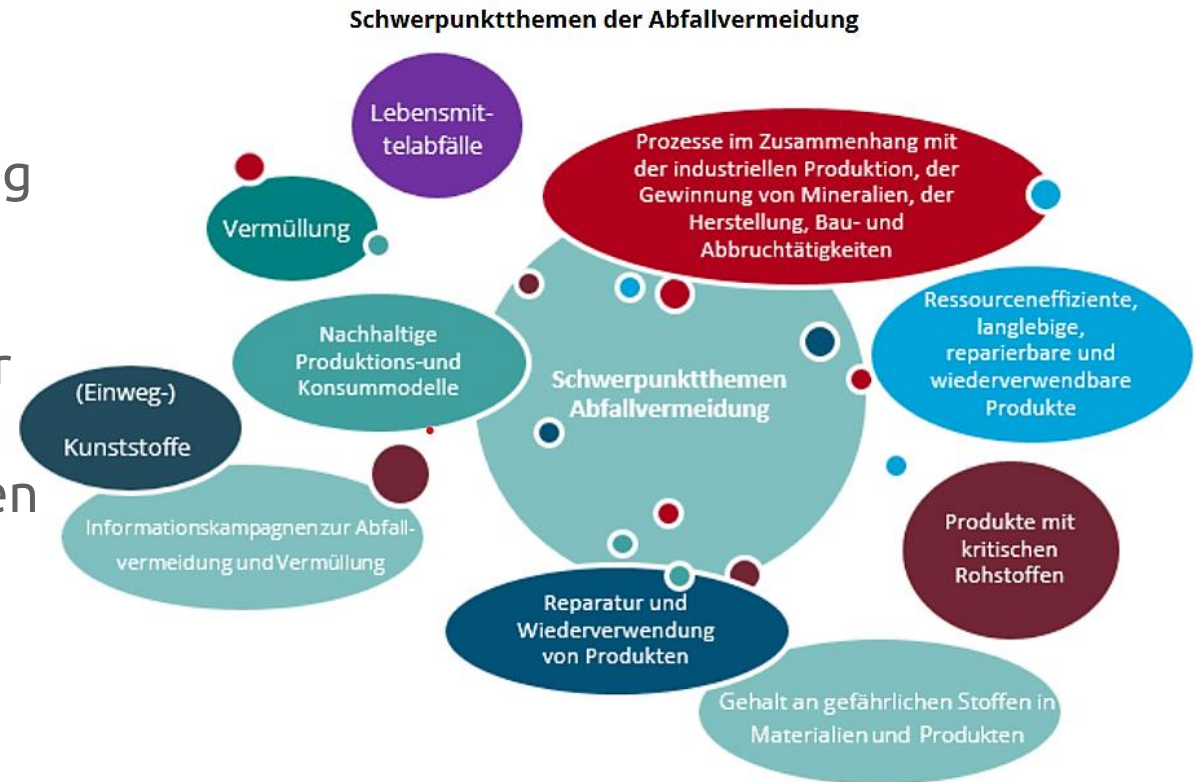 Schwerpunktthemen der Abfallvermeidung
Lebensmit-
telabfälle
Prozesse im Zusammenhang mit
der industriellen Produktion, der
Gewinnung von Mineralien, der
Herstellung, Bau- und
Abbruchtätigkeiten
g
Vermüllung
Ressourceneffiziente,
langlebige,
reparierbare und
wiederverwendbare
Produkte
Nachhaltige
Produktions-und
Konsummodelle
r
(Einweg-)
Kunststoffe
Schwerpunktthemen
Abfallvermeidung
en
Informationskampagnen zur Abfall-
vermeidung und Vermüllung
Produkte mit
kritischen
Rohstoffen
Reparatur und
Wiederverwendung
von Produkten
Gehalt an gefährlichen Stoffen in
Materialien und Produkten